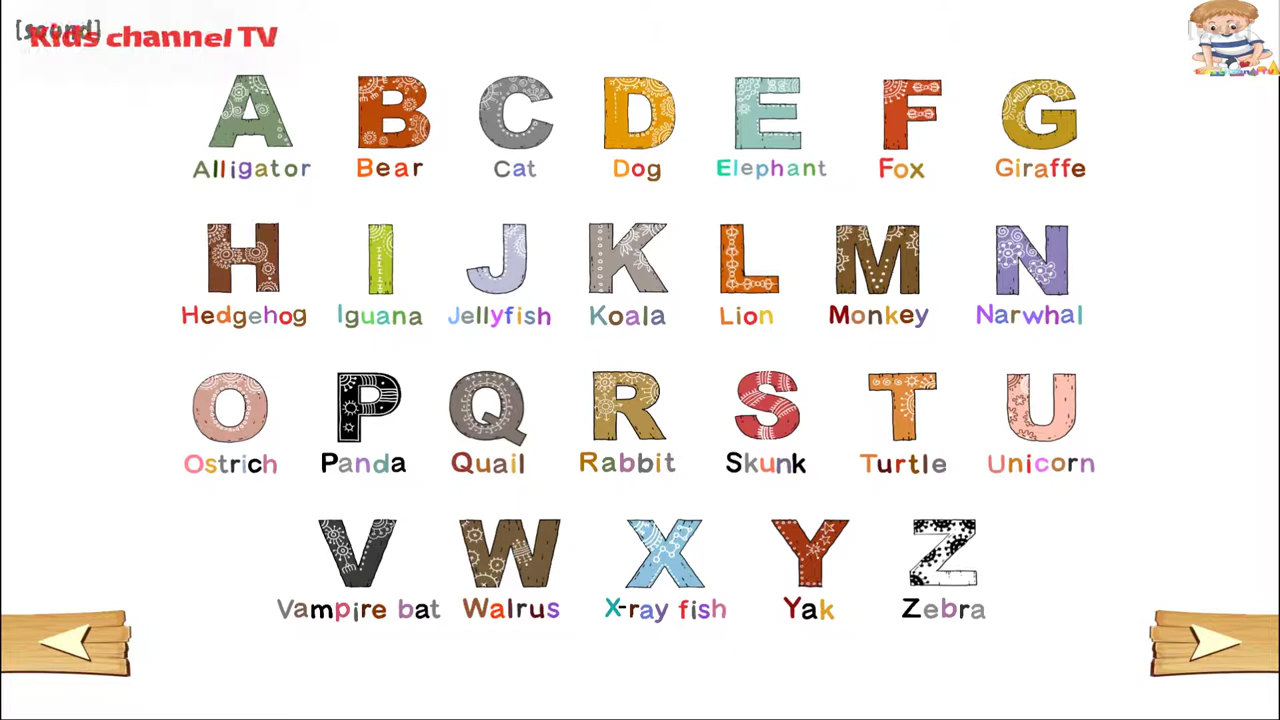 [sound]
Kids channel TV
A B C D E F G
Alligator Bear Cat Dog Elephant Fox Giraffe
H I J K L M N
Hedgehog Iguana Jellyfish Koala Lion Monkey Narwhal
O P Q R S T U
Ostrich Panda Quail Rabbit Skunk Turtle Unicorn
V W X Y Z
Vampire bat Walrus X-ray fish Yak Zebra